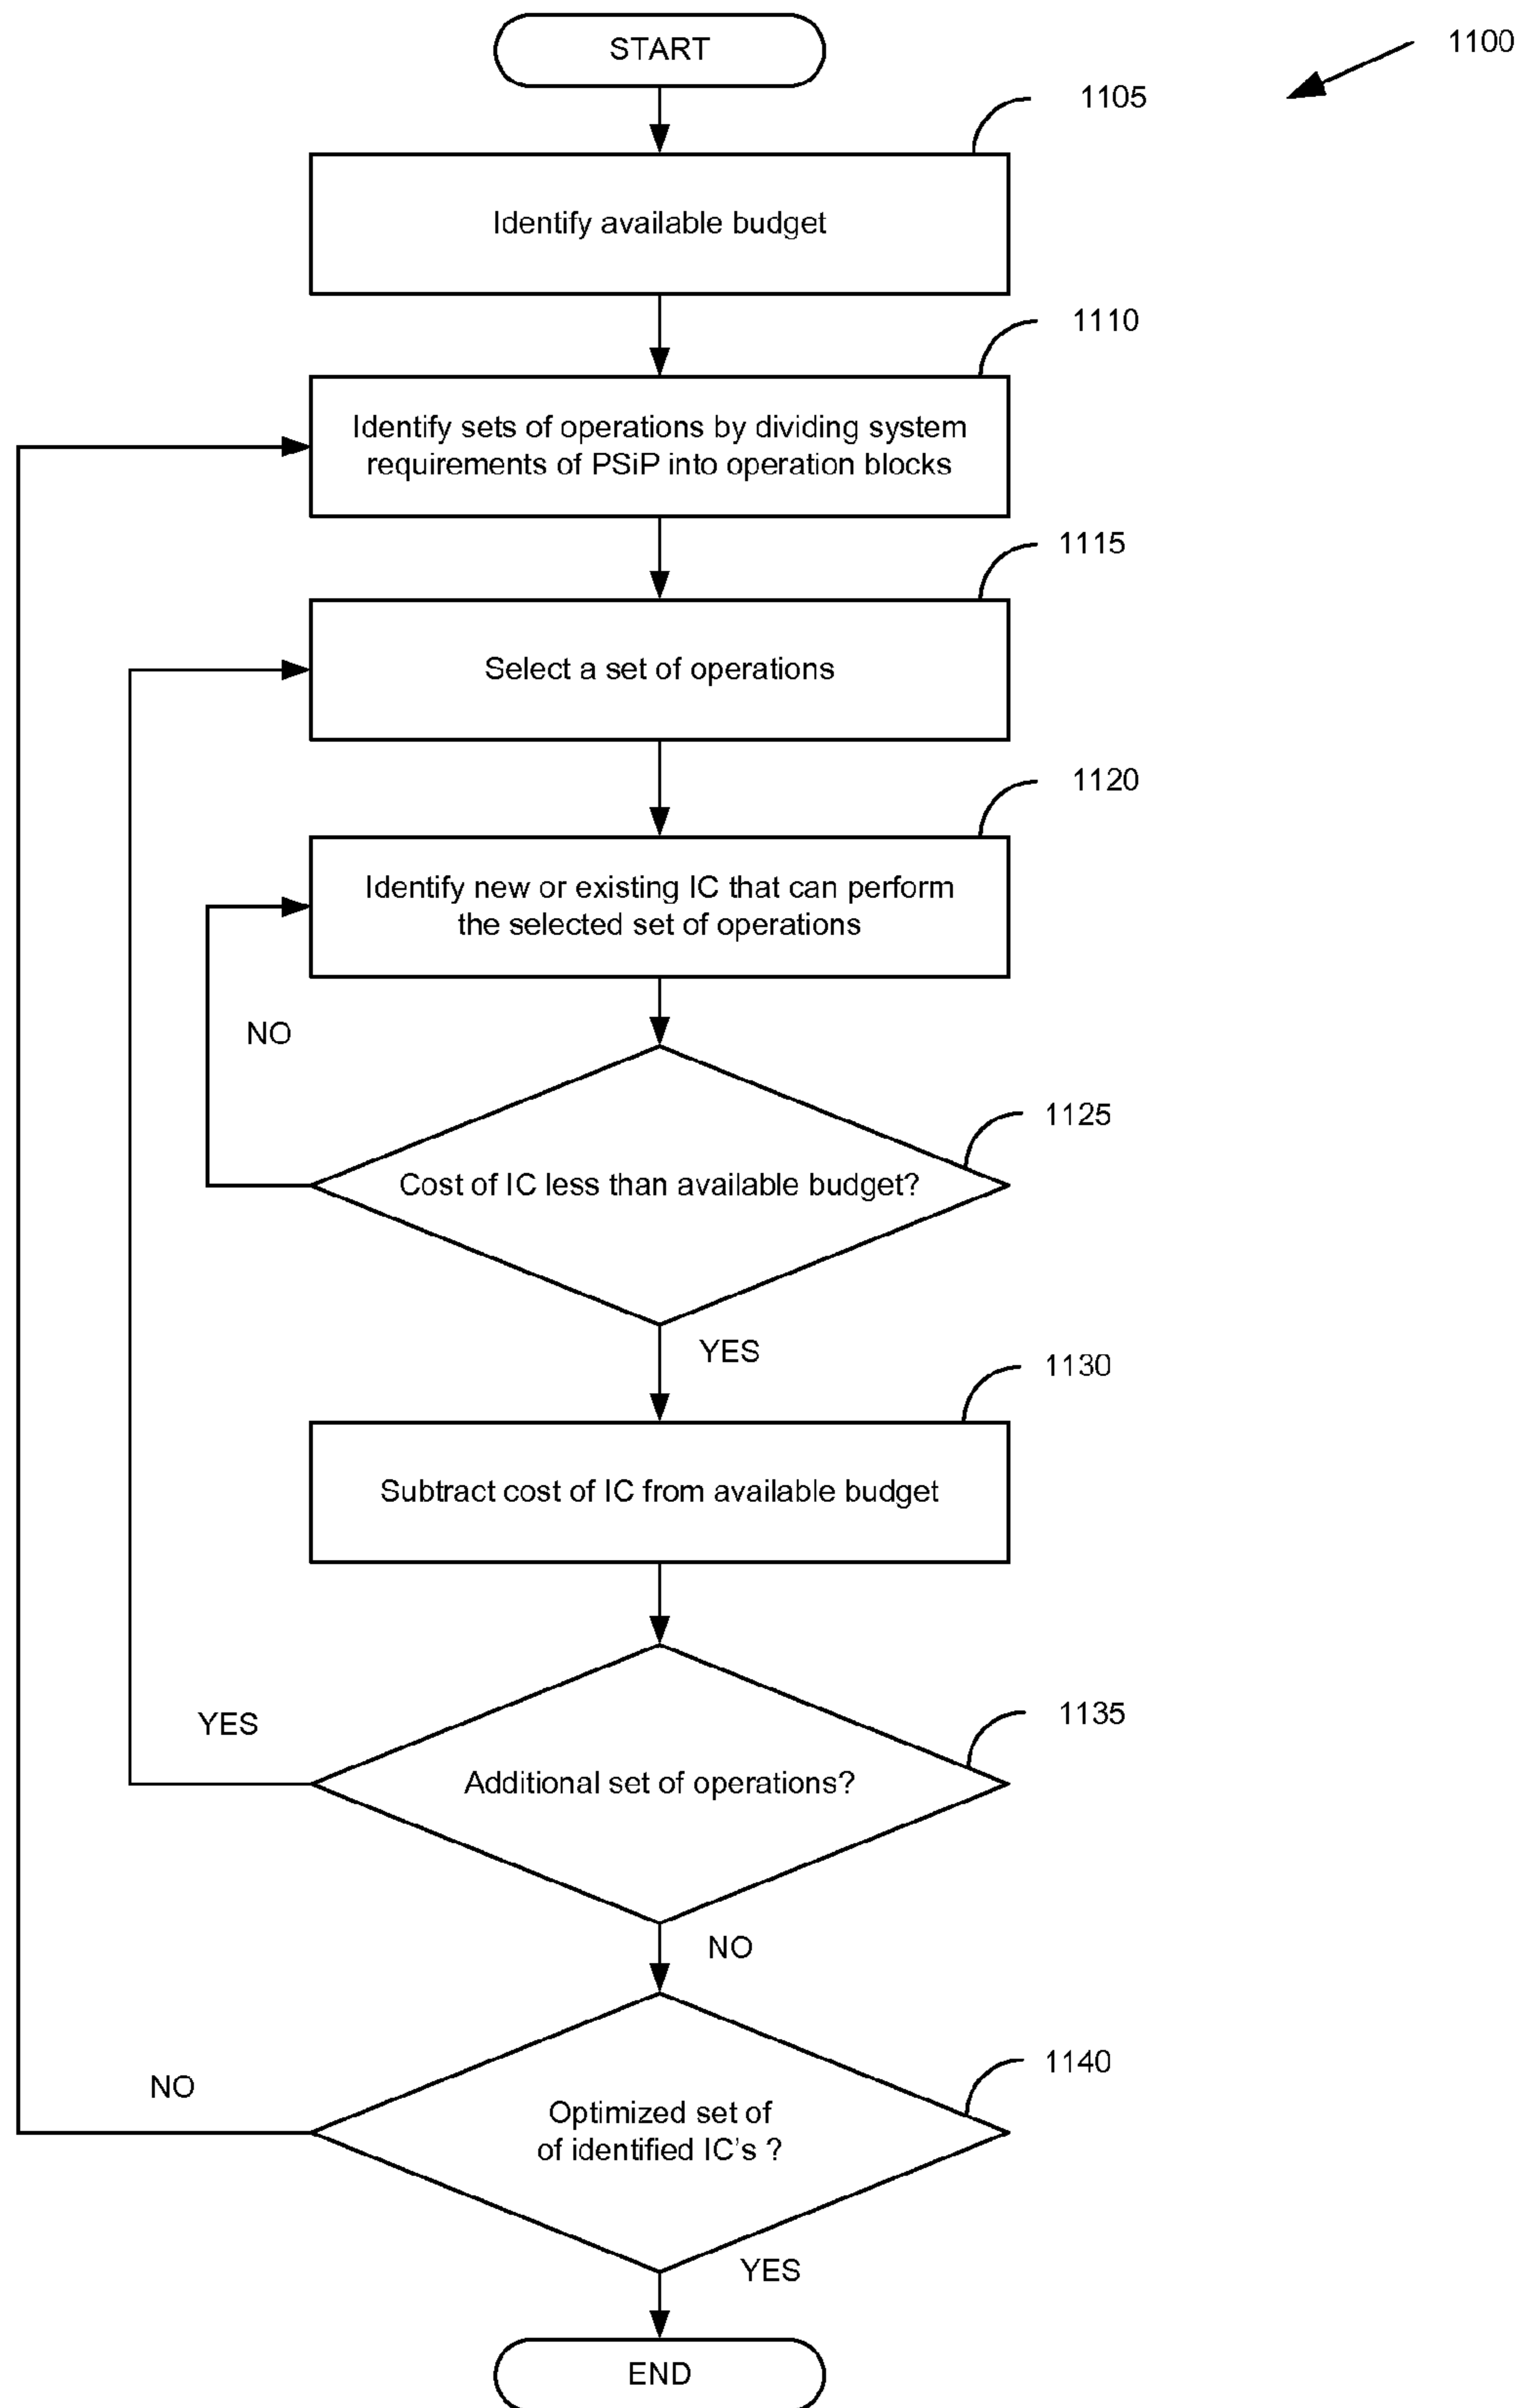 START
1100
1105
Identify available budget
1110
Identify sets of operations by dividing system
requirements of PSiP into operation blocks
1115
Select a set of operations
1120
Identify new or existing IC that can perform
the selected set of operations
NO
1125
Cost of IC less than available budget?
YES
1130
Subtract cost of IC from available budget
YES
1135
Additional set of operations?
NO
1140
NO
Optimized set of
of identified IC's ?
YES
END